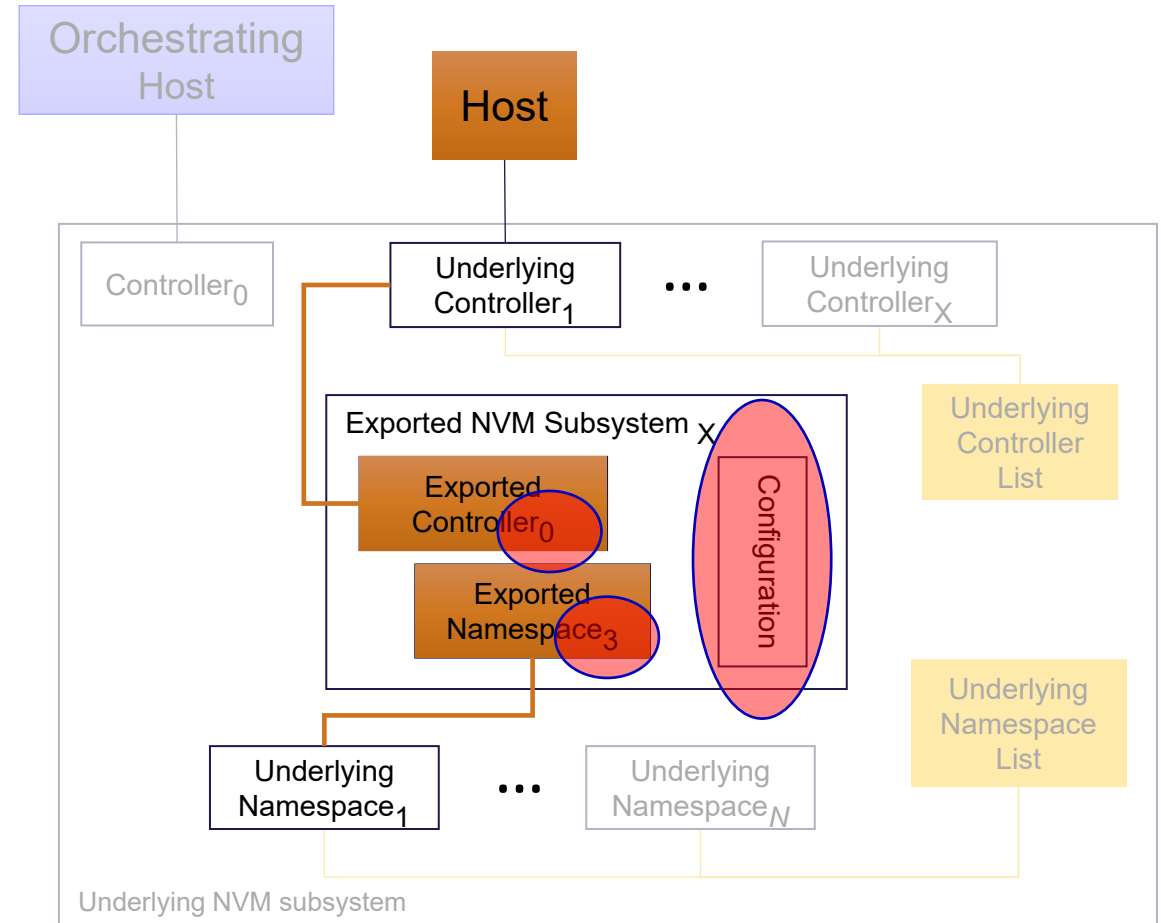 Orchestrating
Host
Host
Controller0
Underlying
Controller1
...
Underlying
ControllerX
Underlying
Controller
List
Exported NVM Subsystem X
Exported
Controller0
Configuration
Exported
Namespace3
Underlying
Namespace
List
Underlying
Namespace1
...
Underlying
NamespaceN
Underlying NVM subsystem